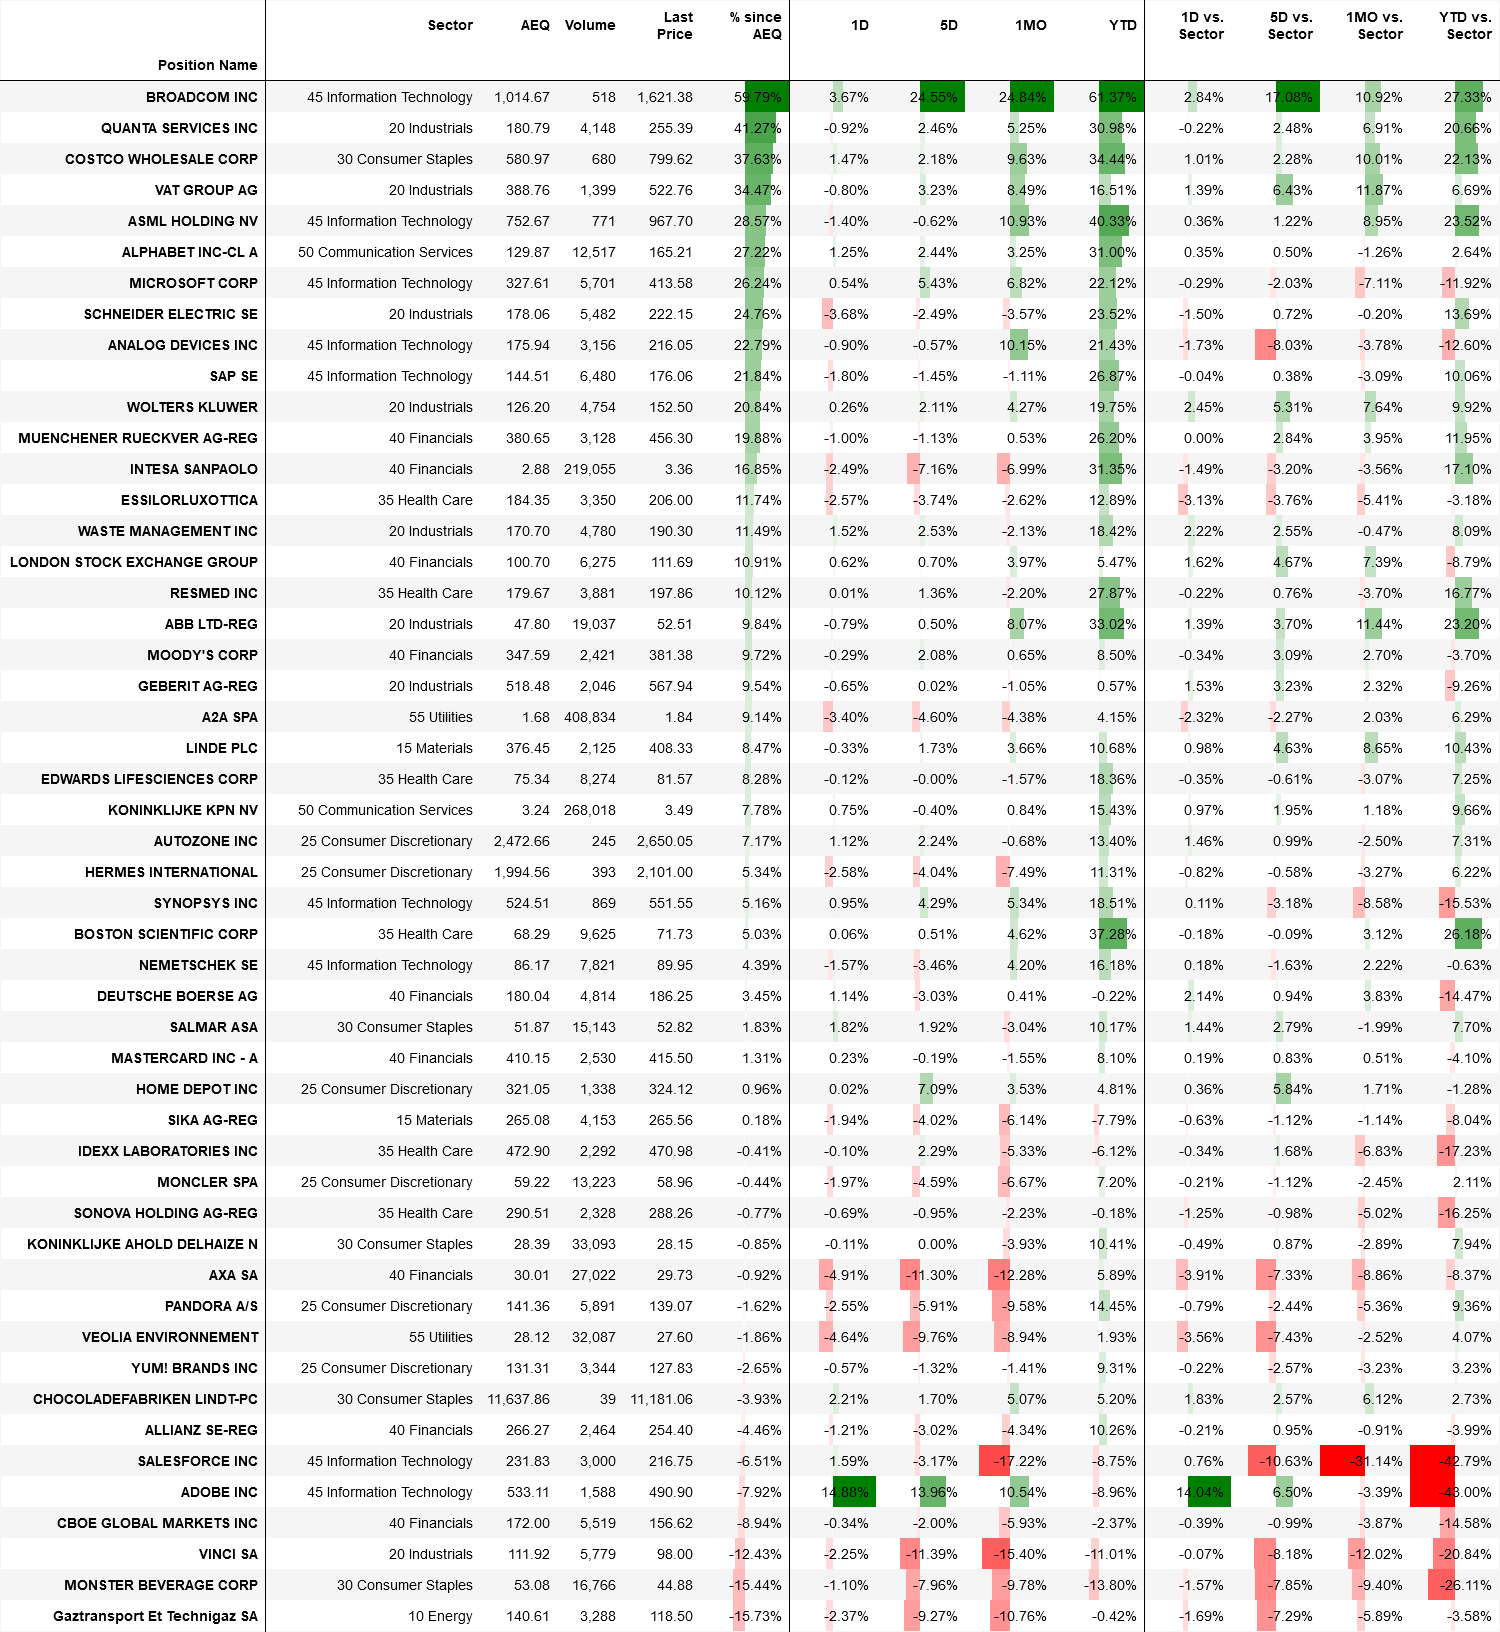 Position Name Sector AEQ Volume Last Price % since AEQ 1D 5D 1MO YTD 1D vs. Sector 5D vs. Sector 1MO vs. Sector YTD vs. Sector
BROADCOM INC 45 Information Technology 1,014.67 518 1,621.38 59.79% 3.67% 24.55% 24.84% 61.37% 2.84% 17.08% 10.92% 27.33%
QUANTA SERVICES INC 20 Industrials 180.79 4,148 255.39 41.27% -0.92% 2.46% 5.25% 30.98% -0.22% 2.48% 6.91% 20.66%
COSTCO WHOLESALE CORP 30 Consumer Staples 580.97 680 799.62 37.63% 1.47% 2.18% 9.63% 34.44% 1.01% 2.28% 10.01% 22.13%
VAT GROUP AG 20 Industrials 388.76 1,399 522.76 34.47% -0.80% 3.23% 8.49% 16.51% 1.39% 6.43% 11.87% 6.69%
ASML HOLDING NV 45 Information Technology 752.67 771 967.70 28.57% -1.40% -0.62% 10.93% 40.33% 0.36% 1.22% 8.95% 23.52%
ALPHABET INC-CL A 50 Communication Services 129.87 12,517 165.21 27.22% 1.25% 2.44% 3.25% 31.00% 0.35% 0.50% -1.26% 2.64%
MICROSOFT CORP 45 Information Technology 327.61 5,701 413.58 26.24% 0.54% 5.43% 6.82% 22.12% -0.29% -2.03% -7.11% -11.92%
SCHNEIDER ELECTRIC SE 20 Industrials 178.06 5,482 222.15 24.76% -3.68% -2.49% -3.57% 23.52% -1.50% 0.72% -0.20% 13.69%
ANALOG DEVICES INC 45 Information Technology 175.94 3,156 216.05 22.79% -0.90% -0.57% 10.15% 21.43% -1.73% -8.03% -3.78% -12.60%
SAP SE 45 Information Technology 144.51 6,480 176.06 21.84% -1.80% -1.45% -1.11% 26.87% -0.04% 0.38% -3.09% 10.06%
WOLTERS KLUWER 20 Industrials 126.20 4,754 152.50 20.84% 0.26% 2.11% 4.27% 19.75% 2.45% 5.31% 7.64% 9.92%
MUENCHENER RUECKVER AG-REG 40 Financials 380.65 3,128 456.30 19.88% -1.00% -1.13% 0.53% 26.20% 0.00% 2.84% 3.95% 11.95%
INTESA SANPAOLO 40 Financials 2.88 219,055 3.36 16.85% -2.49% -7.16% -6.99% 31.35% -1.49% -3.20% -3.56% 17.10%
ESSILORLUXOTTICA 35 Health Care 184.35 3,350 206.00 11.74% -2.57% -3.74% -2.62% 12.89% -3.13% -3.76% -5.41% -3.18%
WASTE MANAGEMENT INC 20 Industrials 170.70 4,780 190.30 11.49% 1.52% 2.53% -2.13% 18.42% 2.22% 2.55% -0.47% 8.09%
LONDON STOCK EXCHANGE GROUP 40 Financials 100.70 6,275 111.69 10.91% 0.62% 0.70% 3.97% 5.47% 1.62% 4.67% 7.39% -8.79%
RESMED INC 35 Health Care 179.67 3,881 197.86 10.12% 0.01% 1.36% -2.20% 27.87% -0.22% 0.76% -3.70% 16.77%
ABB LTD-REG 20 Industrials 47.80 19,037 52.51 9.84% -0.79% 0.50% 8.07% 33.02% 1.39% 3.70% 11.44% 23.20%
MOODY'S CORP 40 Financials 347.59 2,421 381.38 9.72% -0.29% 2.08% 0.65% 8.50% -0.34% 3.09% 2.70% -3.70%
GEBERIT AG-REG 20 Industrials 518.48 2,046 567.94 9.54% -0.65% 0.02% -1.05% 0.57% 1.53% 3.23% 2.32% -9.26%
A2A SPA 55 Utilities 1.68 408,834 1.84 9.14% -3.40% -4.60% -4.38% 4.15% -2.32% -2.27% 2.03% 6.29%
LINDE PLC 15 Materials 376.45 2,125 408.33 8.47% -0.33% 1.73% 3.66% 10.68% 0.98% 4.63% 8.65% 10.43%
EDWARDS LIFESCIENCES CORP 35 Health Care 75.34 8,274 81.57 8.28% -0.12% -0.00% -1.57% 18.36% -0.35% -0.61% -3.07% 7.25%
KONINKLIJKE KPN NV 50 Communication Services 3.24 268,018 3.49 7.78% 0.75% -0.40% 0.84% 15.43% 0.97% 1.95% 1.18% 9.66%
AUTOZONE INC 25 Consumer Discretionary 2,472.66 245 2,650.05 7.17% 1.12% 2.24% -0.68% 13.40% 1.46% 0.99% -2.50% 7.31%
HERMES INTERNATIONAL 25 Consumer Discretionary 1,994.56 393 2,101.00 5.34% -2.58% -4.04% -7.49% 11.31% -0.82% -0.58% -3.27% 6.22%
SYNOPSYS INC 45 Information Technology 524.51 869 551.55 5.16% 0.95% 4.29% 5.34% 18.51% 0.11% -3.18% -8.58% -15.53%
BOSTON SCIENTIFIC CORP 35 Health Care 68.29 9,625 71.73 5.03% 0.06% 0.51% 4.62% 37.28% -0.18% -0.09% 3.12% 26.18%
NEMETSCHEK SE 45 Information Technology 86.17 7,821 89.95 4.39% -1.57% -3.46% 4.20% 16.18% 0.18% -1.63% 2.22% -0.63%
DEUTSCHE BOERSE AG 40 Financials 180.04 4,814 186.25 3.45% 1.14% -3.03% 0.41% -0.22% 2.14% 0.94% 3.83% -14.47%
SALMAR ASA 30 Consumer Staples 51.87 15,143 52.82 1.83% 1.82% 1.92% -3.04% 10.17% 1.44% 2.79% -1.99% 7.70%
MASTERCARD INC - A 40 Financials 410.15 2,530 415.50 1.31% 0.23% -0.19% -1.55% 8.10% 0.19% 0.83% 0.51% -4.10%
HOME DEPOT INC 25 Consumer Discretionary 321.05 1,338 324.12 0.96% 0.02% 7.09% 3.53% 4.81% 0.36% 5.84% 1.71% -1.28%
SIKA AG-REG 15 Materials 265.08 4,153 265.56 0.18% -1.94% -4.02% -6.14% -7.79% -0.63% -1.12% -1.14% -8.04%
IDEXX LABORATORIES INC 35 Health Care 472.90 2,292 470.98 -0.41% -0.10% 2.29% -5.33% -6.12% -0.34% 1.68% -6.83% -17.23%
MONCLER SPA 25 Consumer Discretionary 59.22 13,223 58.96 -0.44% -1.97% -4.59% -6.67% 7.20% -0.21% -1.12% -2.45% 2.11%
SONOVA HOLDING AG-REG 35 Health Care 290.51 2,328 288.26 -0.77% -0.69% -0.95% -2.23% -0.18% -1.25% -0.98% -5.02% -16.25%
KONINKLIJKE AHOLD DELHAIZE N 30 Consumer Staples 28.39 33,093 28.15 -0.85% -0.11% 0.00% -3.93% 10.41% -0.49% 0.87% -2.89% 7.94%
AXA SA 40 Financials 30.01 27,022 29.73 -0.92% -4.91% -11.30% -12.28% 5.89% -3.91% -7.33% -8.86% -8.37%
PANDORA A/S 25 Consumer Discretionary 141.36 5,891 139.07 -1.62% -2.55% -5.91% -9.58% 14.45% -0.79% -2.44% -5.36% 9.36%
VEOLIA ENVIRONNEMENT 55 Utilities 28.12 32,087 27.60 -1.86% -4.64% -9.76% -8.94% 1.93% -3.56% -7.43% -2.52% 4.07%
YUM! BRANDS INC 25 Consumer Discretionary 131.31 3,344 127.83 -2.65% -0.57% -1.32% -1.41% 9.31% -0.22% -2.57% -3.23% 3.23%
CHOCOLADEFABRIKEN LINDT-PC 30 Consumer Staples 11,637.86 39 11,181.06 -3.93% 2.21% 1.70% 5.07% 5.20% 1.83% 2.57% 6.12% 2.73%
ALLIANZ SE-REG 40 Financials 266.27 2,464 254.40 -4.46% -1.21% -3.02% -4.34% 10.26% -0.21% 0.95% -0.91% -3.99%
SALESFORCE INC 45 Information Technology 231.83 3,000 216.75 -6.51% 1.59% -3.17% -17.22% -8.75% 0.76% -10.63% -31.14% -42.79%
ADOBE INC 45 Information Technology 533.11 1,588 490.90 -7.92% 14.88% 13.96% 10.54% -8.96% 14.04% 6.50% -3.39% -43.00%
CBOE GLOBAL MARKETS INC 40 Financials 172.00 5,519 156.62 -8.94% -0.34% -2.00% -5.93% -2.37% -0.39% -0.99% -3.87% -14.58%
VINCI SA 20 Industrials 111.92 5,779 98.00 -12.43% -2.25% -11.39% -15.40% -11.01% -0.07% -8.18% -12.02% -20.84%
MONSTER BEVERAGE CORP 30 Consumer Staples 53.08 16,766 44.88 -15.44% -1.10% -7.96% -9.78% -13.80% -1.57% -7.85% -9.40% -26.11%
Gaztransport Et Technigaz SA 10 Energy 140.61 3,288 118.50 -15.73% -2.37% -9.27% -10.76% -0.42% -1.69% -7.29% -5.89% -3.58%